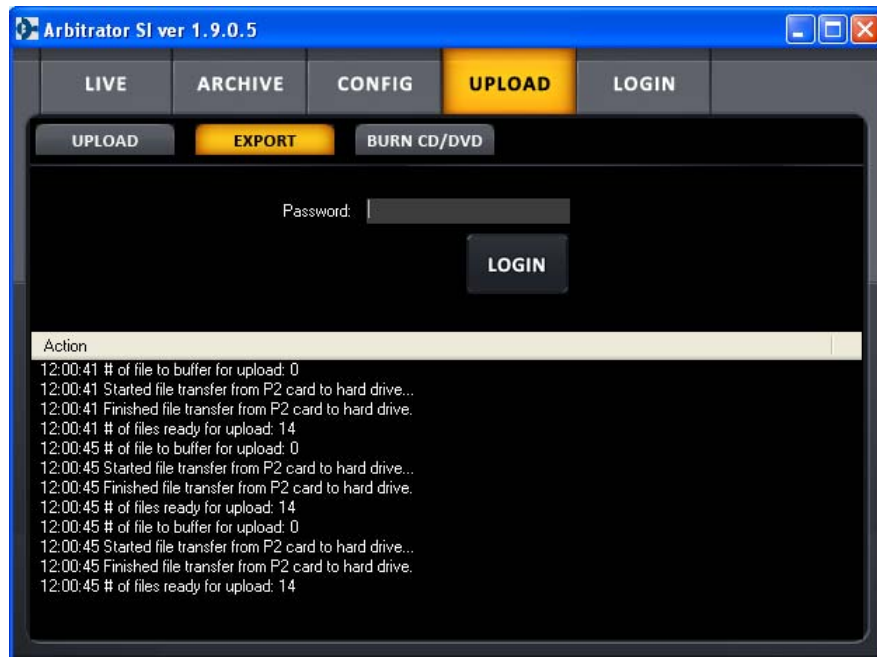 Arbitrator SI ver 1.9.0.5
LIVE ARCHIVE CONFIG UPLOAD LOGIN
UPLOAD EXPORT BURN CD/DVD
Password:
LOGIN
Action
12:00:41 # of file to buffer for upload: 0
12:00:41 Started file transfer from P2 card to hard drive...
12:00:41 Finished file transfer from P2 card to hard drive.
12:00:41 # of files ready for upload: 14
12:00:45 # of file to buffer for upload: 0
12:00:45 Started file transfer from P2 card to hard drive...
12:00:45 Finished file transfer from P2 card to hard drive.
12:00:45 # of files ready for upload: 14
12:00:45 # of file to buffer for upload: 0
12:00:45 Started file transfer from P2 card to hard drive...
12:00:45 Finished file transfer from P2 card to hard drive.
12:00:45 # of files ready for upload: 14